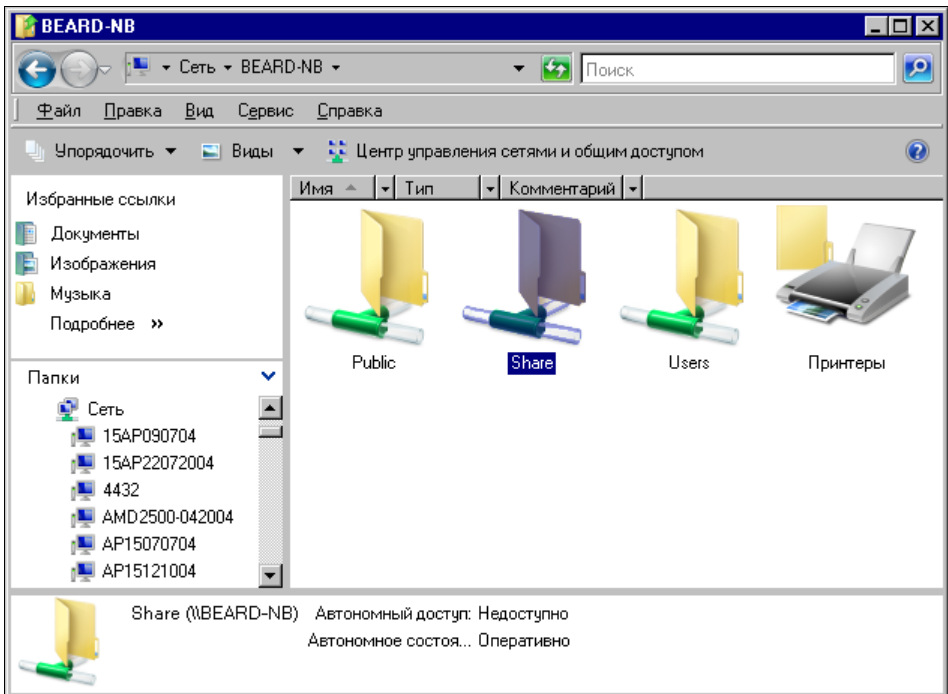 BEARD-NB
Сеть BEARD-NB
Поиск
Файл Правка Вид Сервис Справка
Упорядочить Виды Центр управления сетями и общим доступом
Избранные ссылки
Документы
Изображения
Музыка
Подробнее »
Папки
Сеть
15AP090704
15AP22072004
4432
AMD2500-042004
AP15070704
AP15121004
Имя Тип Комментарий
Public Share Users Принтеры
Share (\\BEARD-NB) Автономный доступ: Недоступно
Автономное состоя... Оперативно